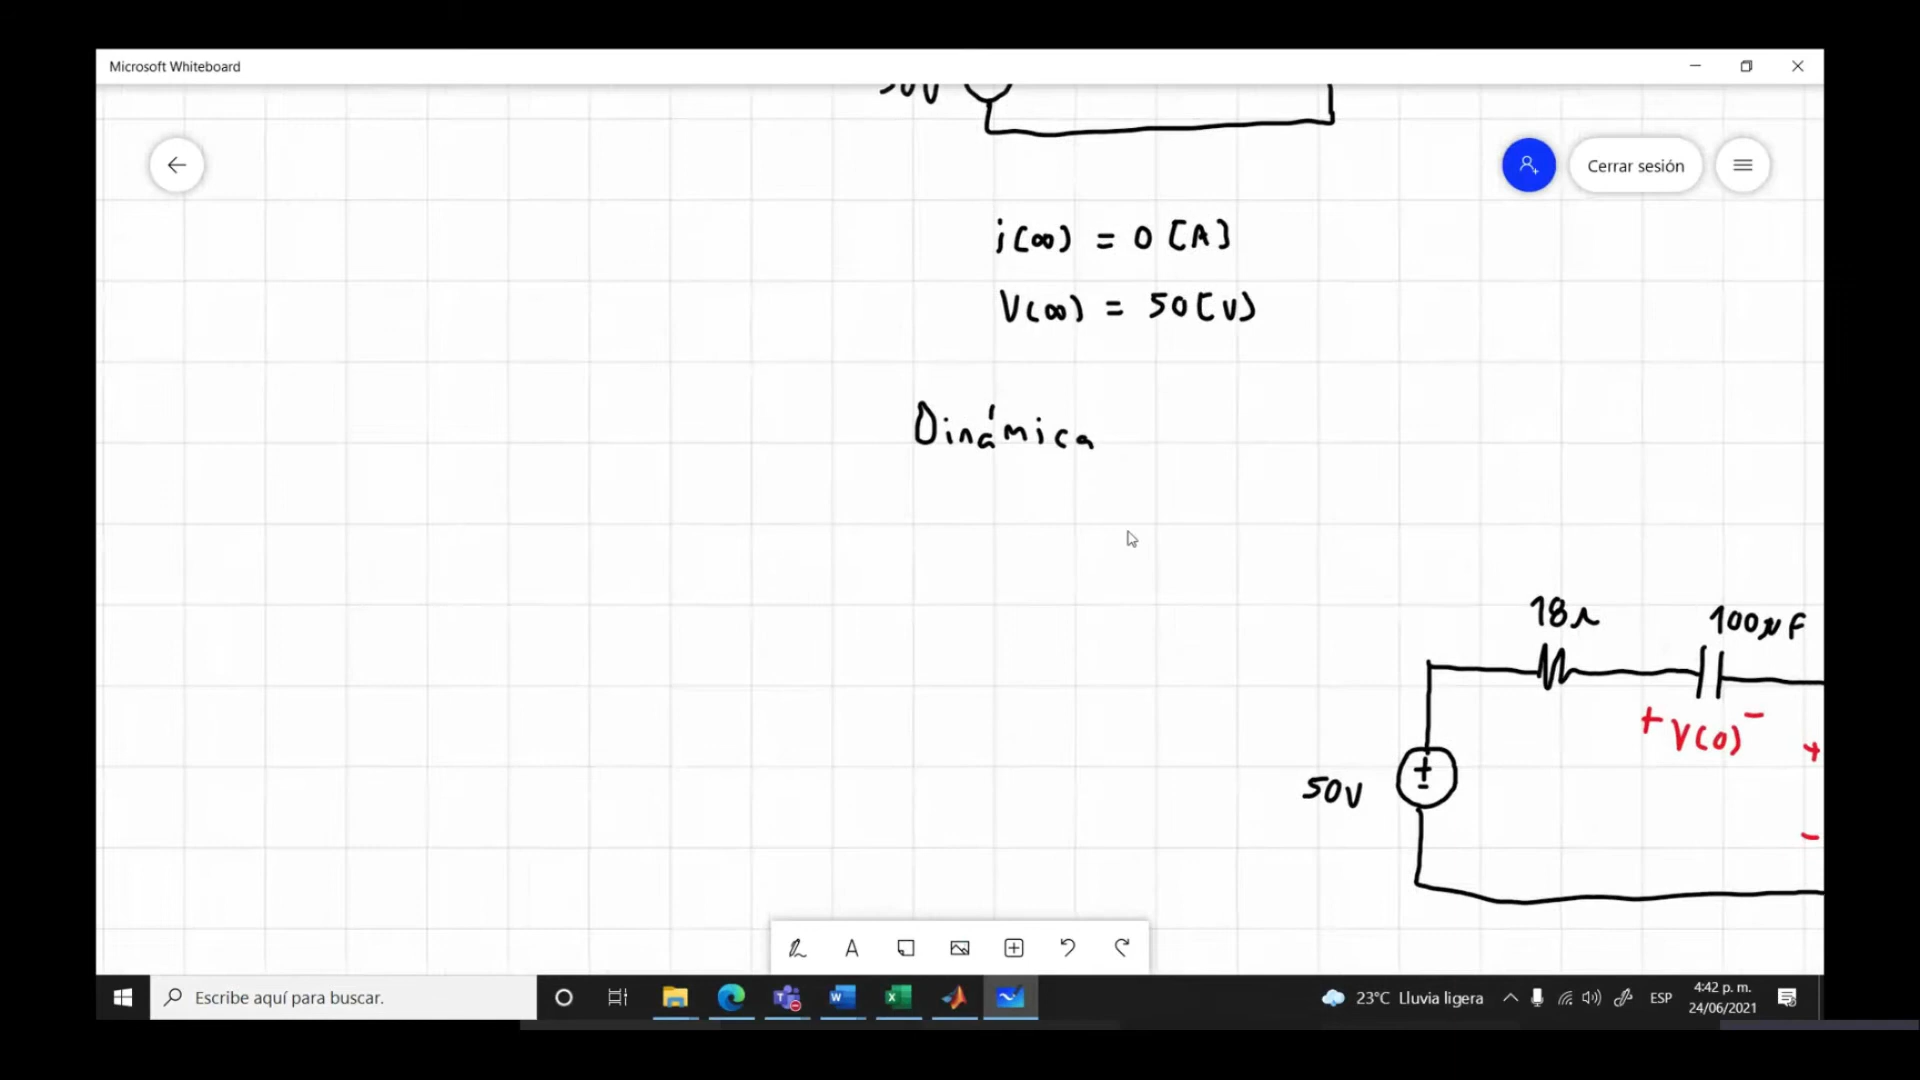 Microsoft Whiteboard
50V
Cerrar sesión
i(∞) = 0 [A]
V(∞) = 50 [V]
Dinámica
18Ω
100μF
+ V(0) -
+
50V
+
-
-
Escribe aquí para buscar.
23°C Lluvia ligera
ESP
4:42 p. m.
24/06/2021